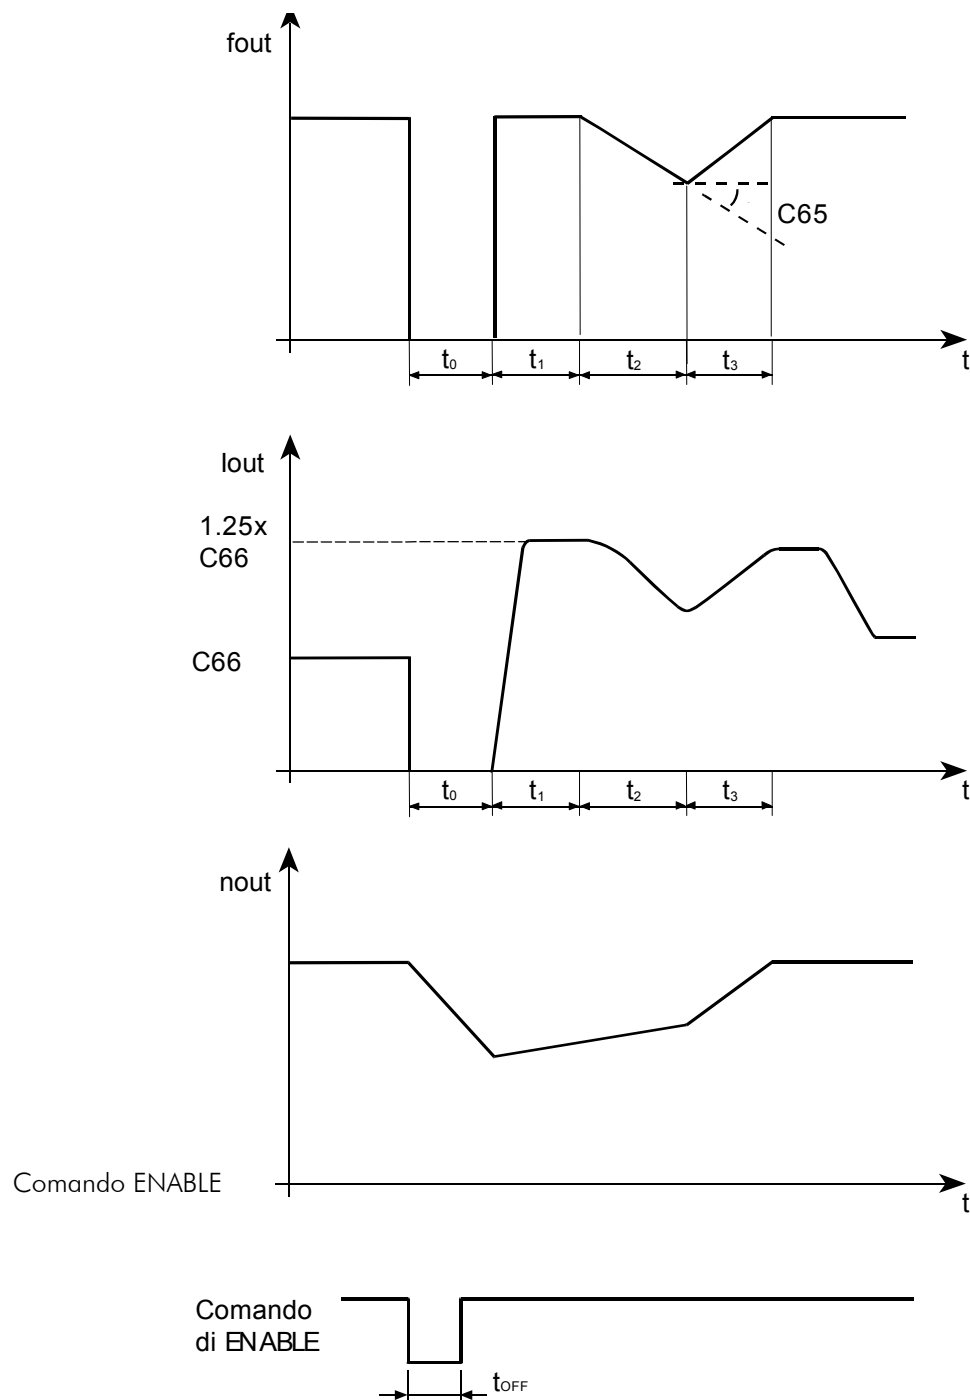 fout
C65
t₀ t₁ t₂ t₃
t
Iout
1.25x
C66
C66
t₀ t₁ t₂ t₃
t
nout
Comando ENABLE
t
Comando
di ENABLE
tOFF